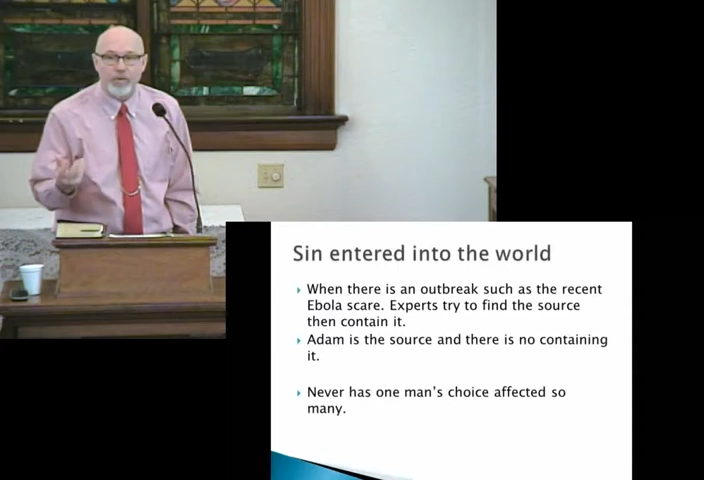 Sin entered into the world
When there is an outbreak such as the recent
Ebola scare. Experts try to find the source
then contain it.
Adam is the source and there is no containing
it.
Never has one man's choice affected so
many.